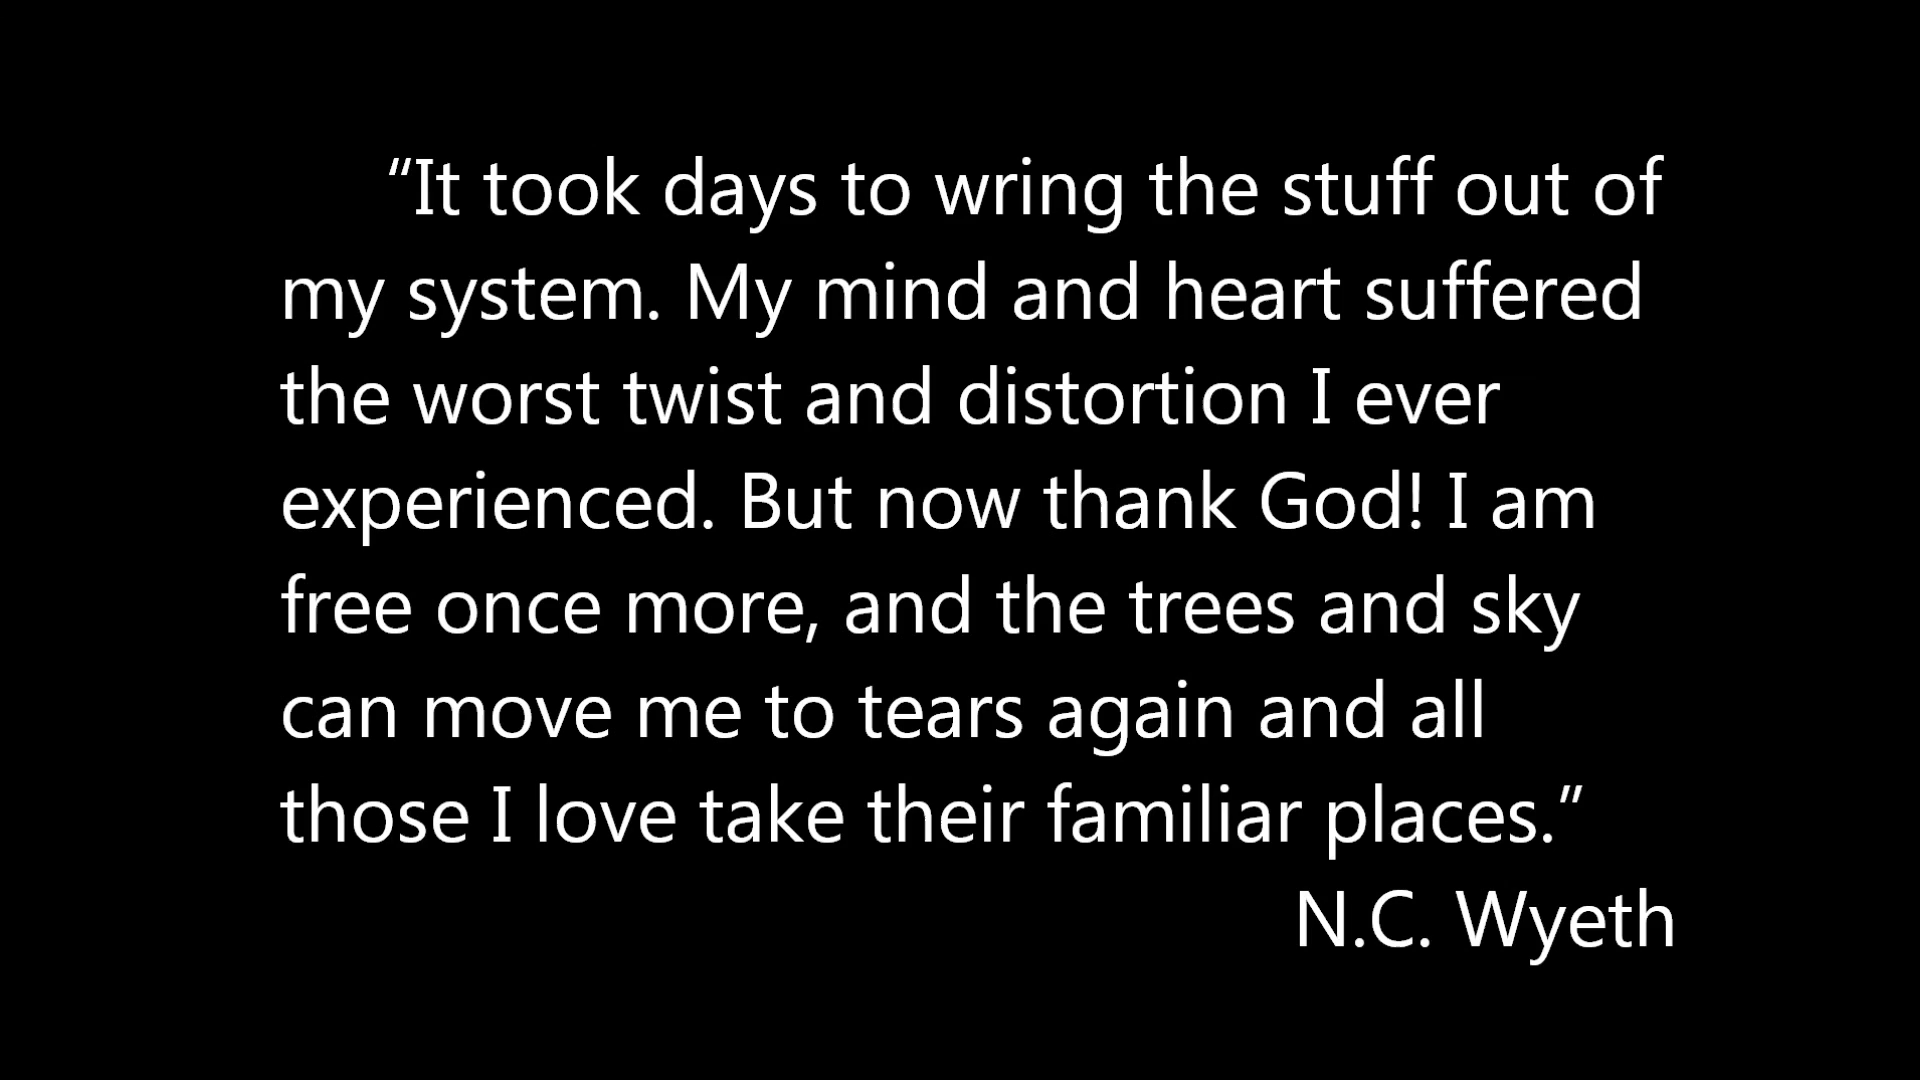 “It took days to wring the stuff out of
my system. My mind and heart suffered
the worst twist and distortion I ever
experienced. But now thank God! I am
free once more, and the trees and sky
can move me to tears again and all
those I love take their familiar places.”
N.C. Wyeth